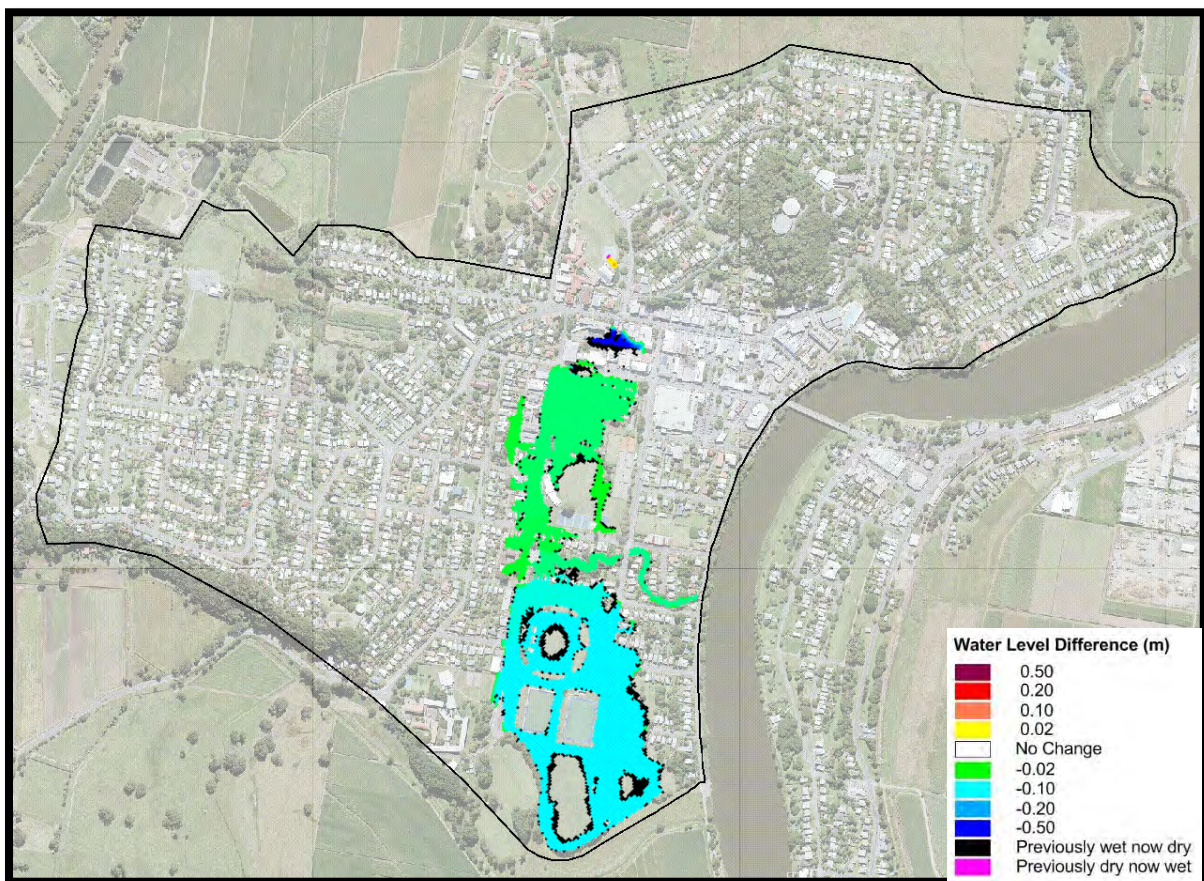 Water Level Difference (m)
0.50
0.20
0.10
0.02
No Change
-0.02
-0.10
-0.20
-0.50
Previously wet now dry
Previously dry now wet